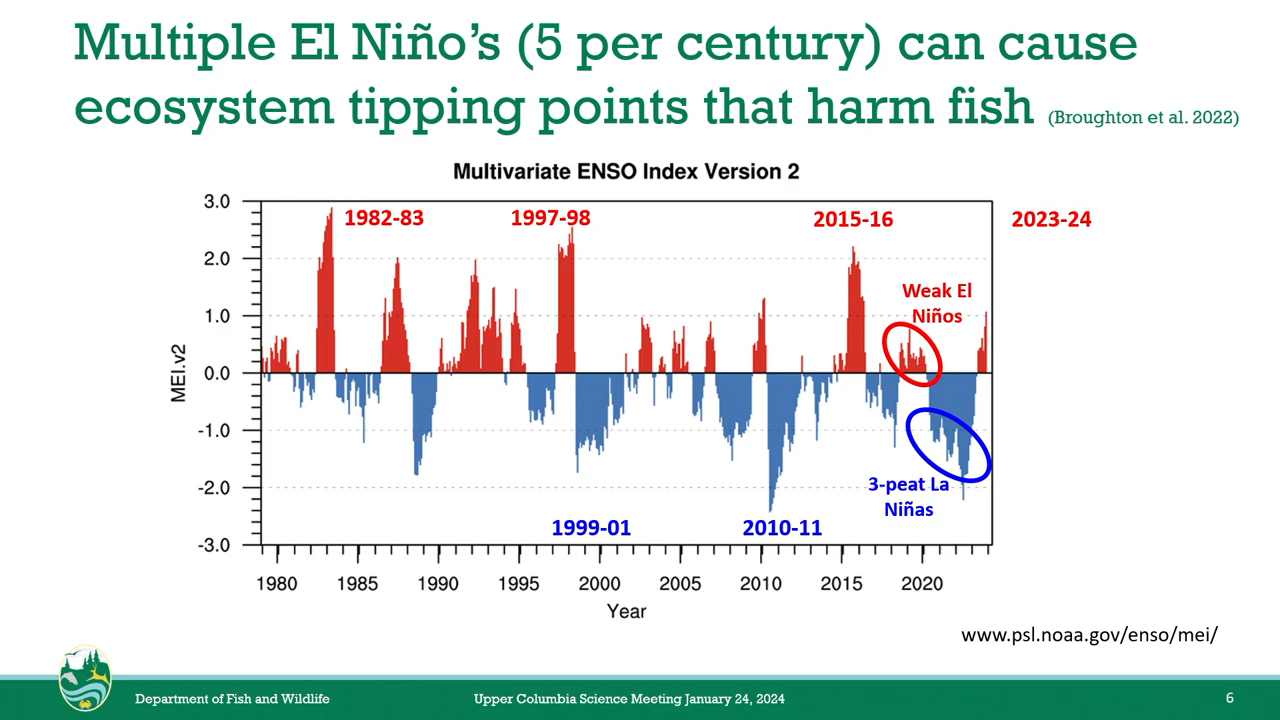 Multiple El Niño’s (5 per century) can cause
ecosystem tipping points that harm fish (Broughton et al. 2022)
Multivariate ENSO Index Version 2
3.0
2.0
1.0
0.0
-1.0
-2.0
-3.0
MEI.v2
1982-83
1997-98
2015-16
2023-24
Weak El
Niños
3-peat La
Niñas
1999-01
2010-11
1980 1985 1990 1995 2000 2005 2010 2015 2020
Year
www.psl.noaa.gov/enso/mei/
Department of Fish and Wildlife
Upper Columbia Science Meeting January 24, 2024
6